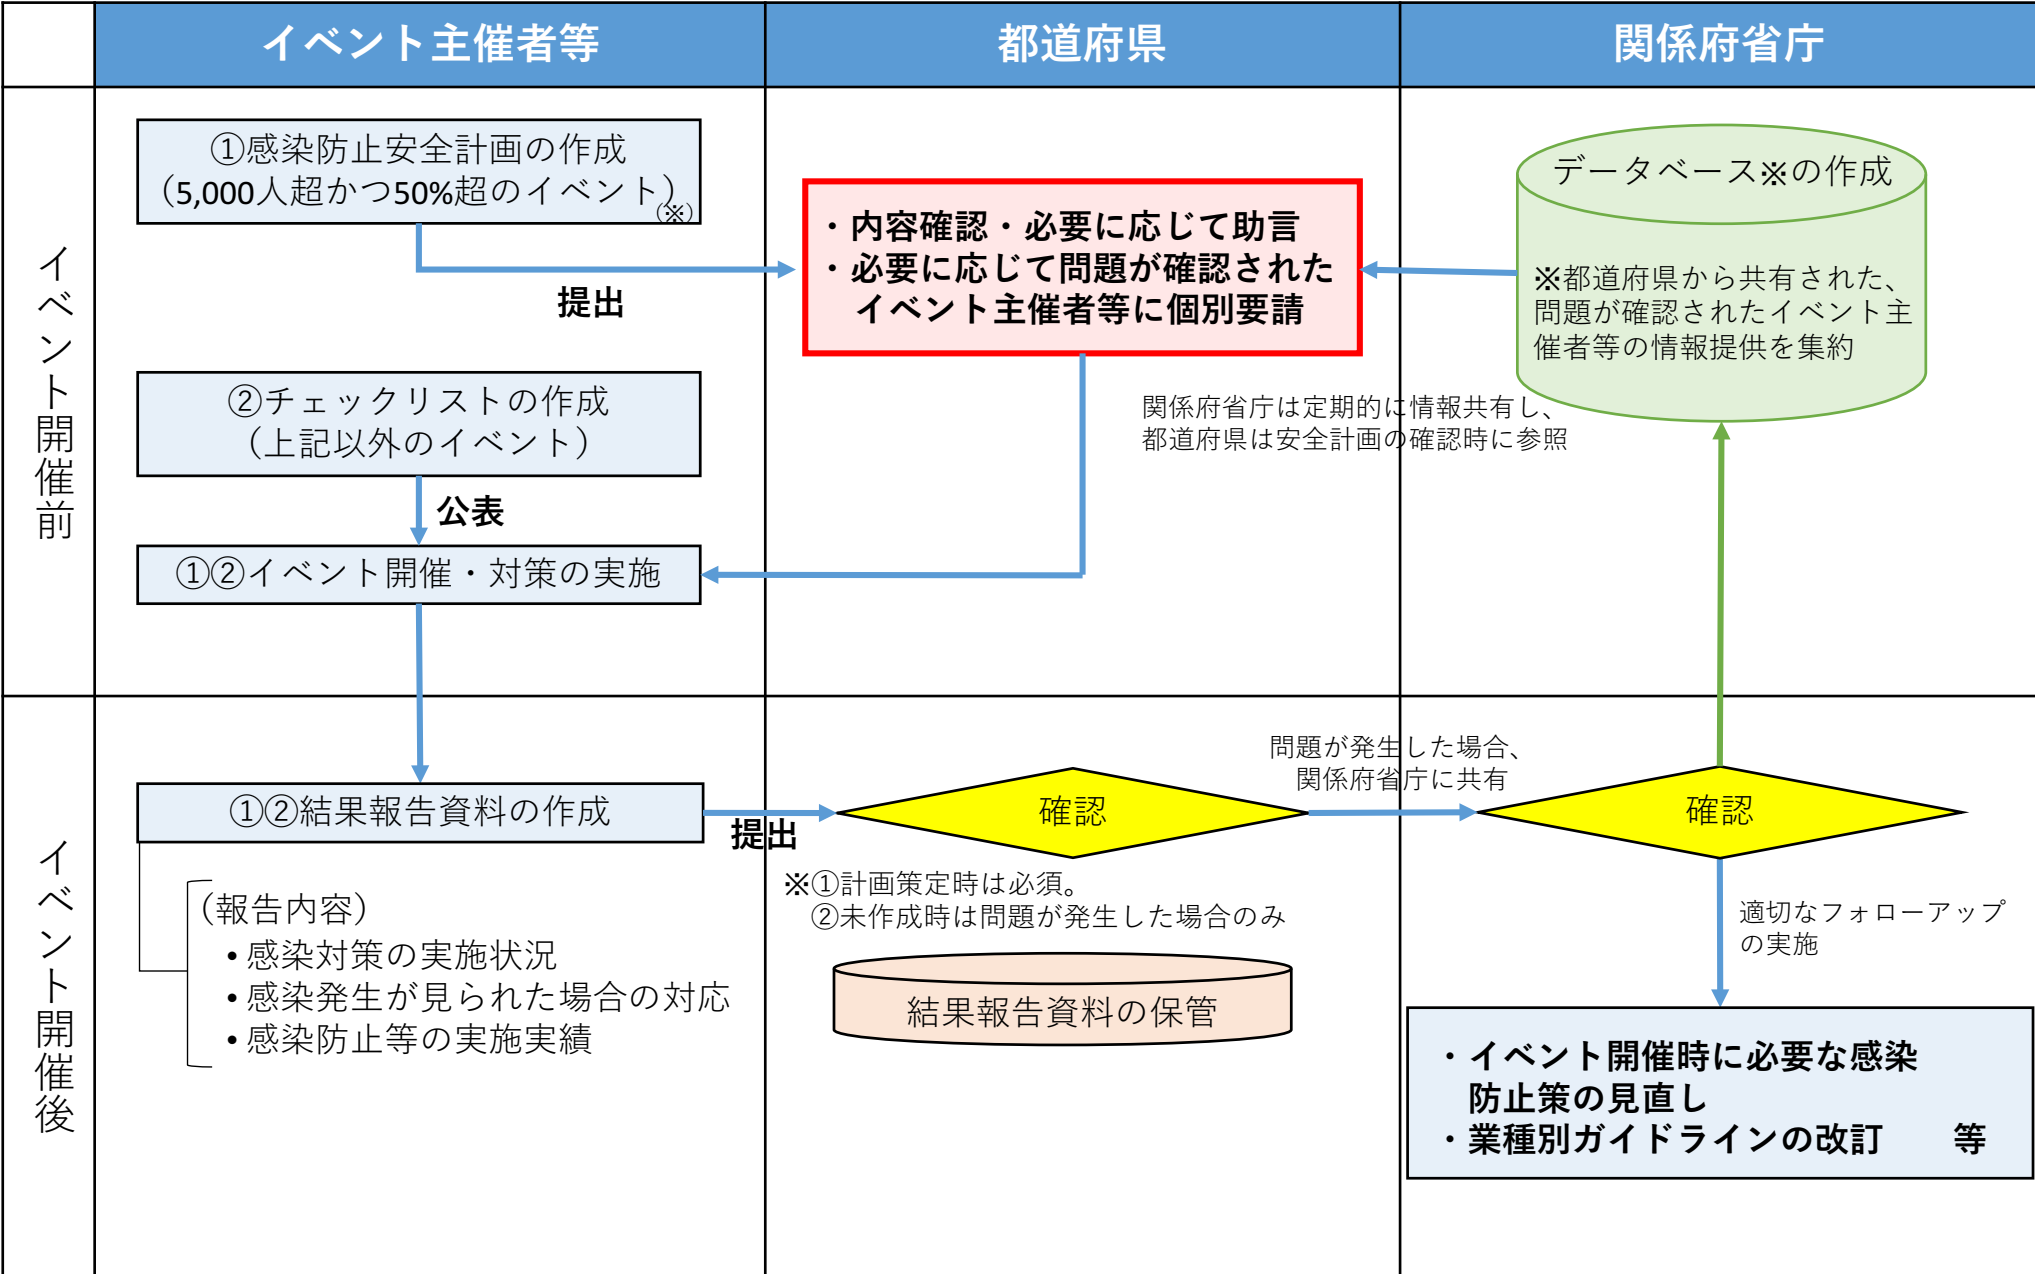 イベント主催者等
都道府県
関係府省庁
イベント開催前
①感染防止安全計画の作成
（5,000人超かつ50%超のイベント）
（※）
提出
②チェックリストの作成
（上記以外のイベント）
公表
①②イベント開催・対策の実施
・内容確認・必要に応じて助言
・必要に応じて問題が確認された
イベント主催者等に個別要請
関係府省庁は定期的に情報共有し、
都道府県は安全計画の確認時に参照
データベース※の作成
※都道府県から共有された、
問題が確認されたイベント主
催者等の情報提供を集約
イベント開催後
①②結果報告資料の作成
提出
（報告内容）
• 感染対策の実施状況
• 感染発生が見られた場合の対応
• 感染防止等の実施実績
確認
※①計画策定時は必須。
②未作成時は問題が発生した場合のみ
結果報告資料の保管
問題が発生した場合、
関係府省庁に共有
確認
適切なフォローアップ
の実施
・イベント開催時に必要な感染
防止策の見直し
・業種別ガイドラインの改訂　　等